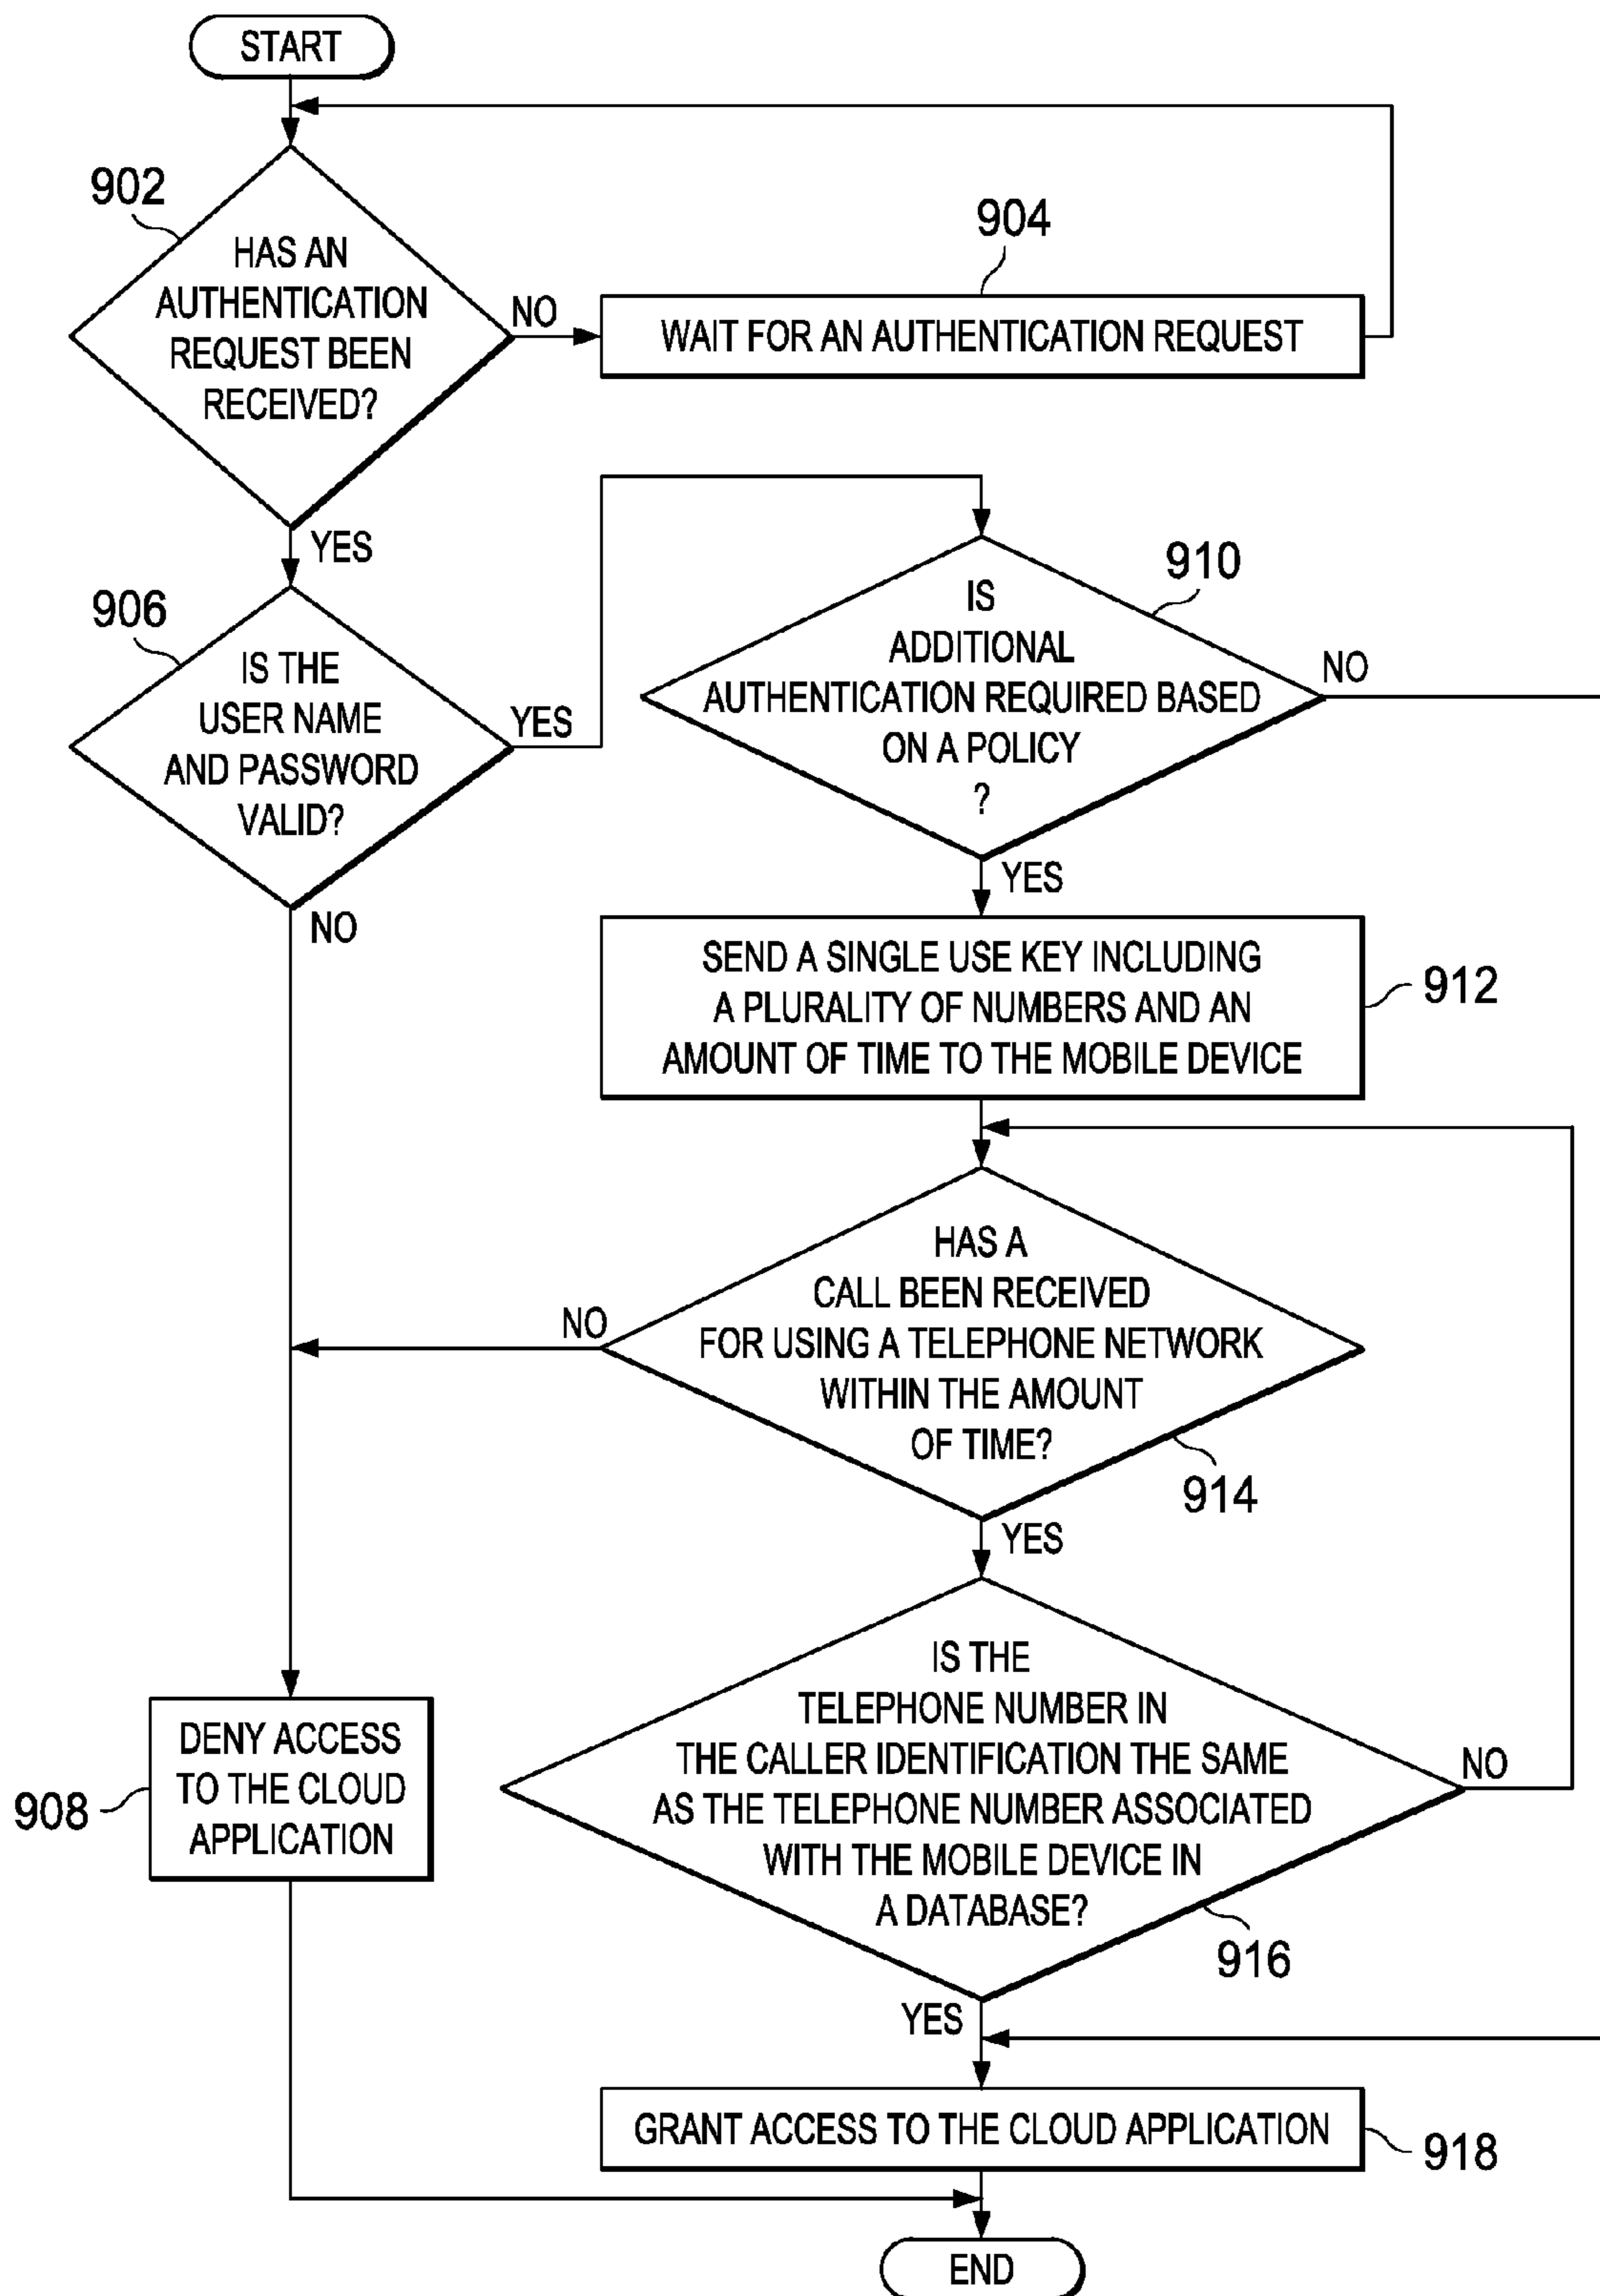 START
902
HAS AN
AUTHENTICATION
REQUEST BEEN
RECEIVED?
NO
904
WAIT FOR AN AUTHENTICATION REQUEST
YES
906
IS THE
USER NAME
AND PASSWORD
VALID?
YES
NO
910
IS
ADDITIONAL
AUTHENTICATION REQUIRED BASED
ON A POLICY
?
NO
YES
SEND A SINGLE USE KEY INCLUDING
A PLURALITY OF NUMBERS AND AN
AMOUNT OF TIME TO THE MOBILE DEVICE
912
HAS A
CALL BEEN RECEIVED
FOR USING A TELEPHONE NETWORK
WITHIN THE AMOUNT
OF TIME?
NO
914
YES
IS THE
TELEPHONE NUMBER IN
THE CALLER IDENTIFICATION THE SAME
AS THE TELEPHONE NUMBER ASSOCIATED
WITH THE MOBILE DEVICE IN
A DATABASE?
NO
916
YES
DENY ACCESS
TO THE CLOUD
APPLICATION
908
GRANT ACCESS TO THE CLOUD APPLICATION
918
END